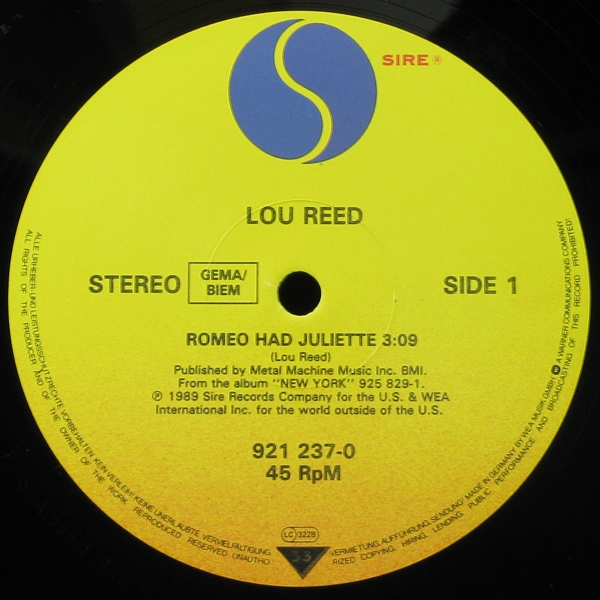 SIRE ®
LOU REED
STEREO
GEMA/
BIEM
SIDE 1
ROMEO HAD JULIETTE 3:09
(Lou Reed)
Published by Metal Machine Music Inc. BMI.
From the album "NEW YORK" 925 829-1.
℗ 1989 Sire Records Company for the U.S. & WEA
International Inc. for the world outside of the U.S.
921 237-0
45 RpM
LC 3228
33
ALLE URHEBER- UND LEISTUNGSSCHUTZRECHTE VORBEHALTEN. KEIN VERLEIH! KEINE UNERLAUBTE VERVIELFÄLTIGUNG,
VERMIETUNG, AUFFÜHRUNG, SENDUNG! MADE IN GERMANY BY WEA MUSIK GMBH A WARNER COMMUNICATIONS COMPANY
ALL RIGHTS OF THE PRODUCER AND OF THE OWNER OF THE WORK REPRODUCED RESERVED UNAUTHO-
RIZED COPYING, HIRING, LENDING, PUBLIC PERFORMANCE AND BROADCASTING OF THIS RECORD PROHIBITED!